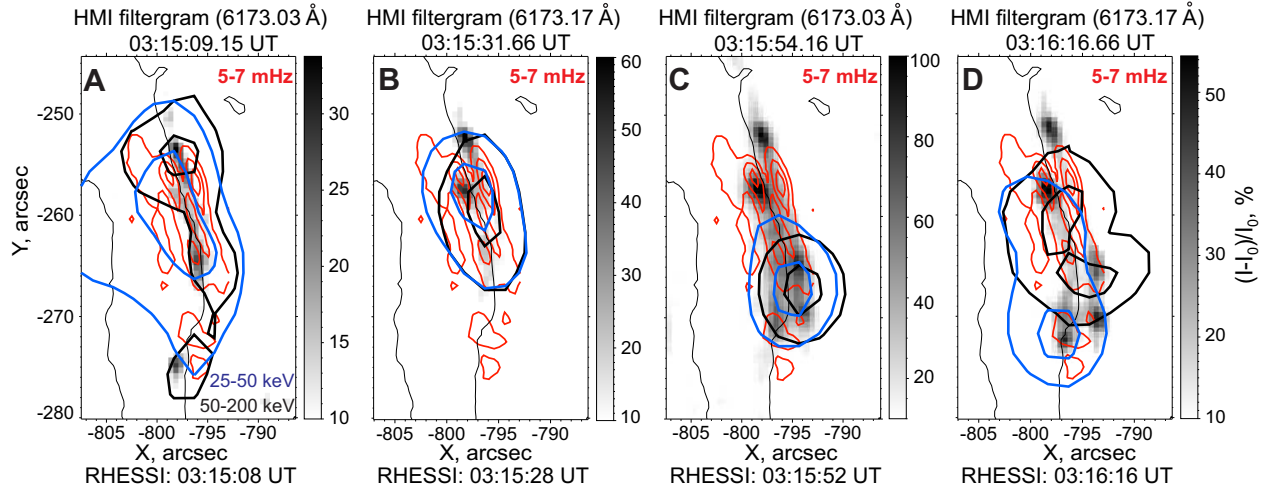 HMI filtergram (6173.03 Å)
03:15:09.15 UT
HMI filtergram (6173.17 Å)
03:15:31.66 UT
HMI filtergram (6173.03 Å)
03:15:54.16 UT
HMI filtergram (6173.17 Å)
03:16:16.66 UT
A
5-7 mHz
B
5-7 mHz
C
5-7 mHz
D
5-7 mHz
-250
-260
-270
-280
Y, arcsec
25-50 keV
50-200 keV
30
25
20
15
10
60
50
40
30
20
10
100
80
60
40
20
50
40
30
20
10
(I-I₀)/I₀, %
-805 -800 -795 -790
-805 -800 -795 -790
-805 -800 -795 -790
-805 -800 -795 -790
X, arcsec
X, arcsec
X, arcsec
X, arcsec
RHESSI: 03:15:08 UT
RHESSI: 03:15:28 UT
RHESSI: 03:15:52 UT
RHESSI: 03:16:16 UT